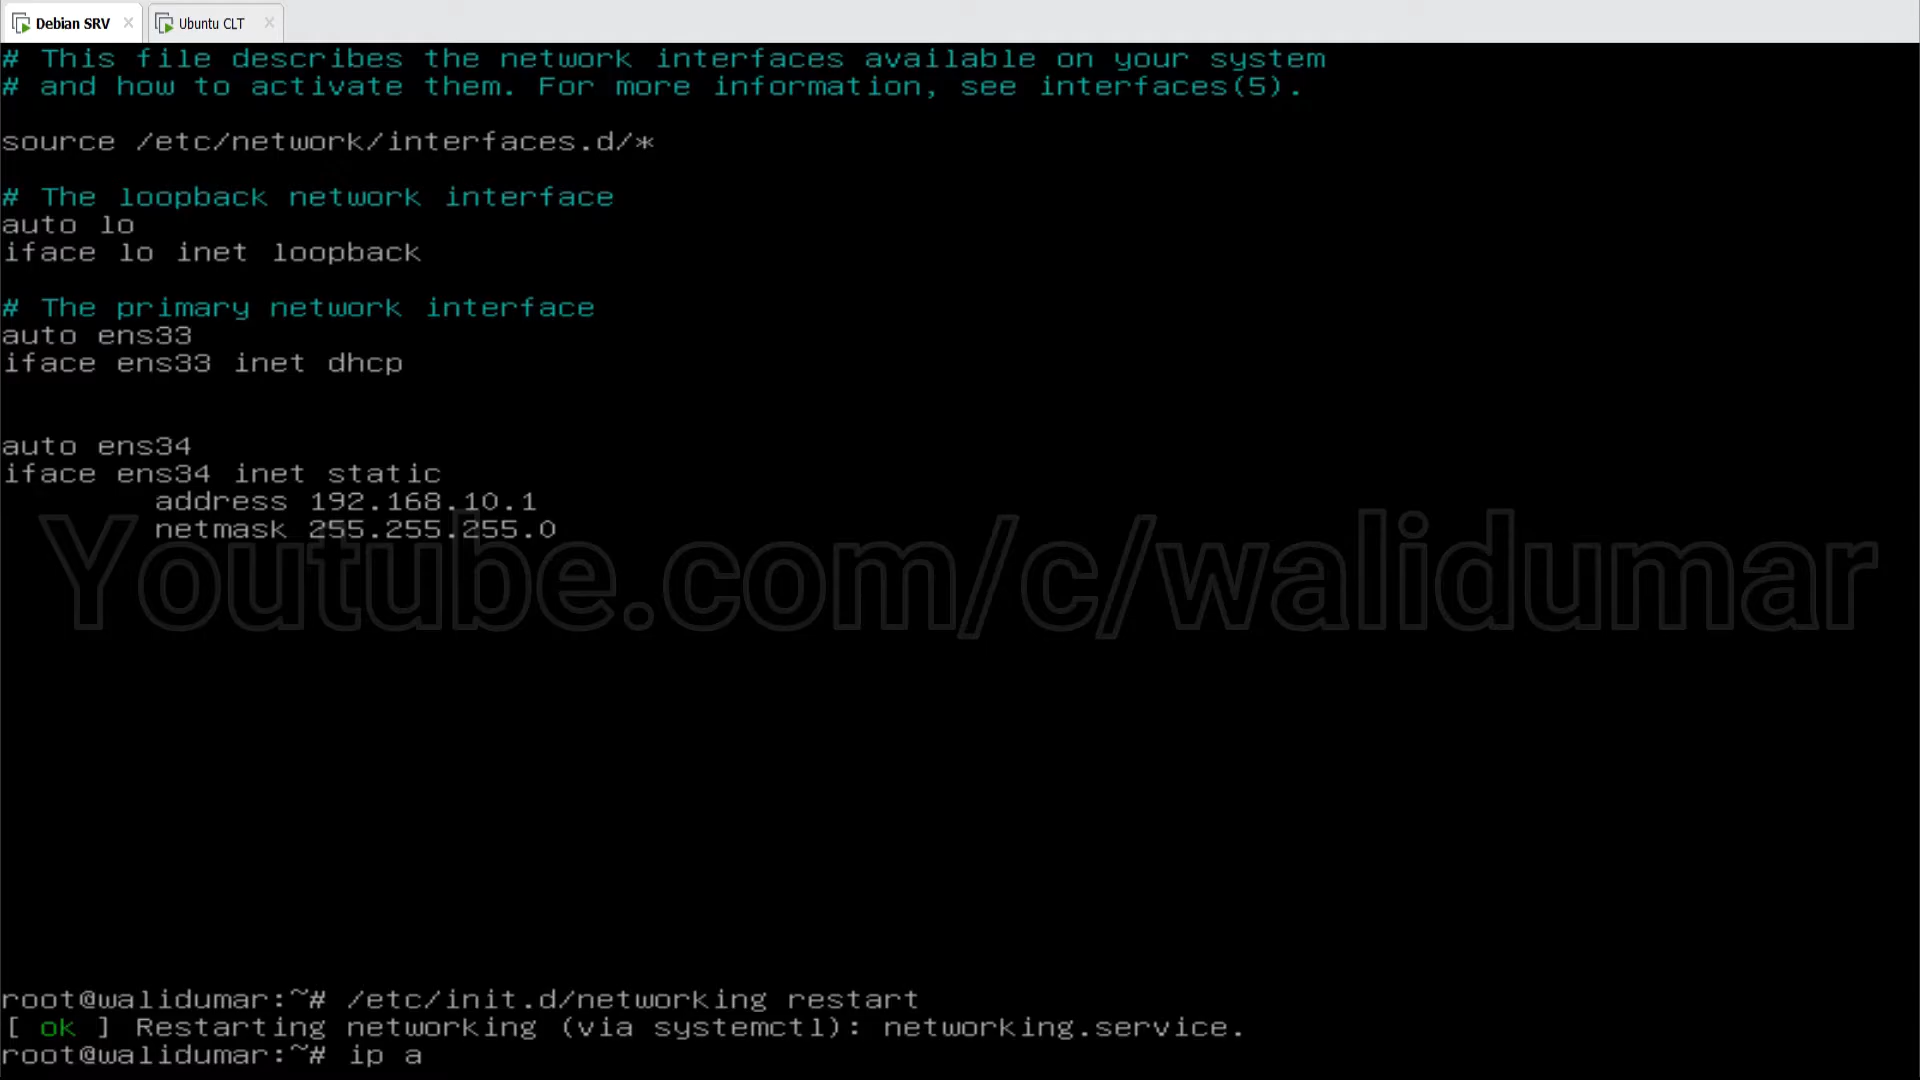 Debian SRV
Ubuntu CLT
# This file describes the network interfaces available on your system
# and how to activate them. For more information, see interfaces(5).
source /etc/network/interfaces.d/*
# The loopback network interface
auto lo
iface lo inet loopback
# The primary network interface
auto ens33
iface ens33 inet dhcp
auto ens34
iface ens34 inet static
address 192.168.10.1
netmask 255.255.255.0
Youtube.com/c/walidumar
root@walidumar:~# /etc/init.d/networking restart
[ ok ] Restarting networking (via systemctl): networking.service.
root@walidumar:~# ip a